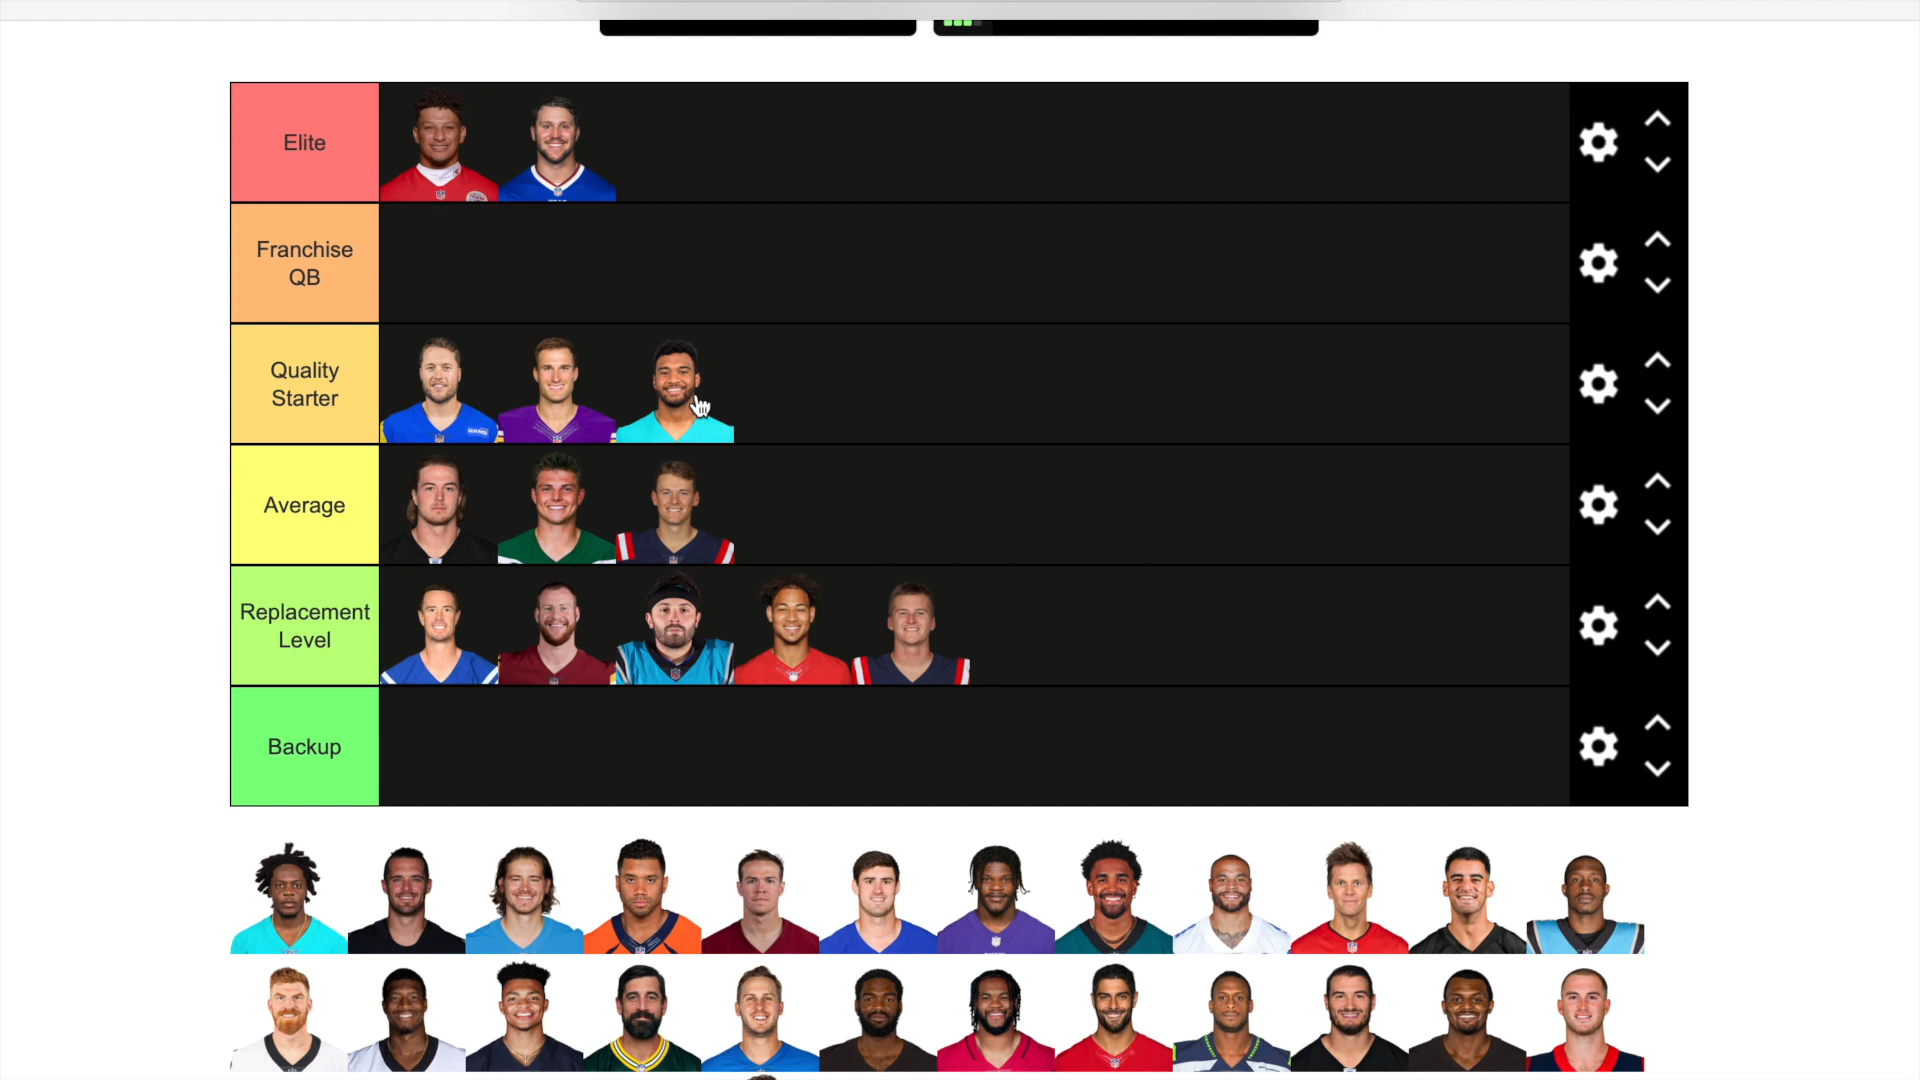 Elite
Franchise
QB
Quality
Starter
Average
Replacement
Level
Backup